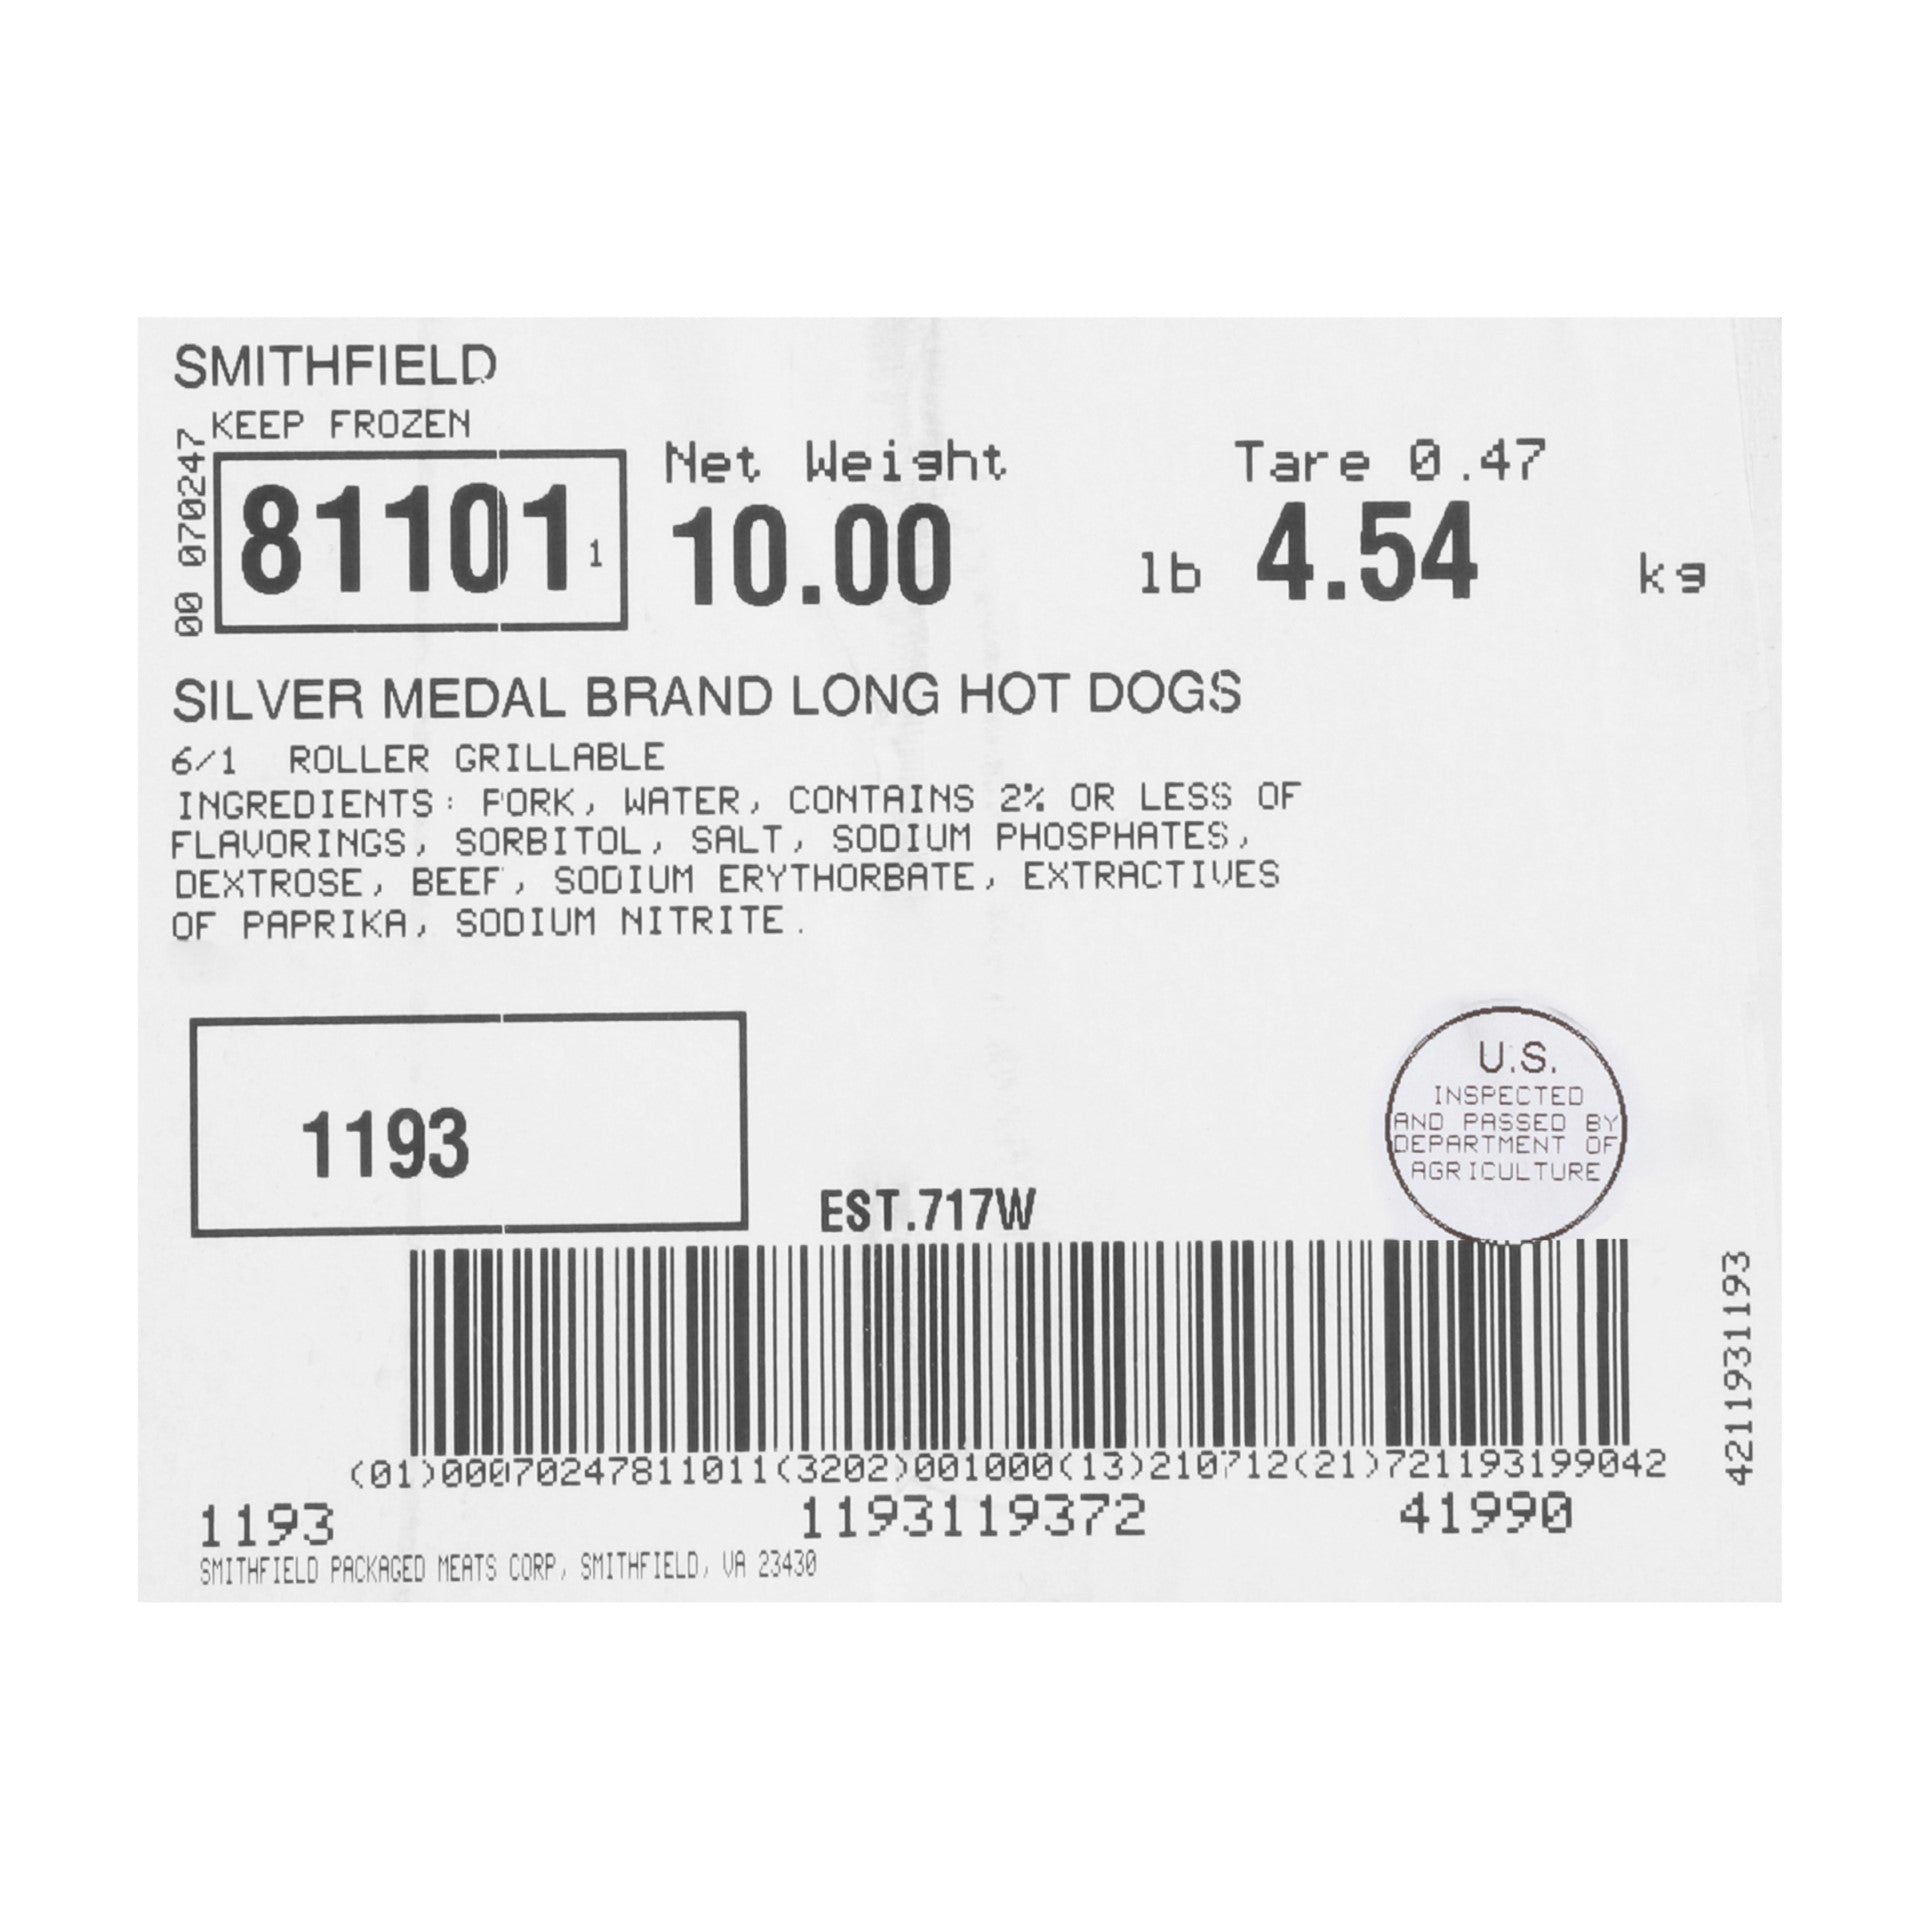 SMITHFIELD
KEEP FROZEN
00 070247
81101 1
Net Weight
10.00 lb
Tare 0.47
4.54 kg
SILVER MEDAL BRAND LONG HOT DOGS
6/1 ROLLER GRILLABLE
INGREDIENTS: PORK, WATER, CONTAINS 2% OR LESS OF
FLAVORINGS, SORBITOL, SALT, SODIUM PHOSPHATES,
DEXTROSE, BEEF, SODIUM ERYTHORBATE, EXTRACTIVES
OF PAPRIKA, SODIUM NITRITE.
1193
EST.717W
U.S.
INSPECTED
AND PASSED BY
DEPARTMENT OF
AGRICULTURE
(01)00070247811011(3202)001000(13)210712(21)721193199042
4211931193
1193 1193119372 41990
SMITHFIELD PACKAGED MEATS CORP, SMITHFIELD, VA 23430